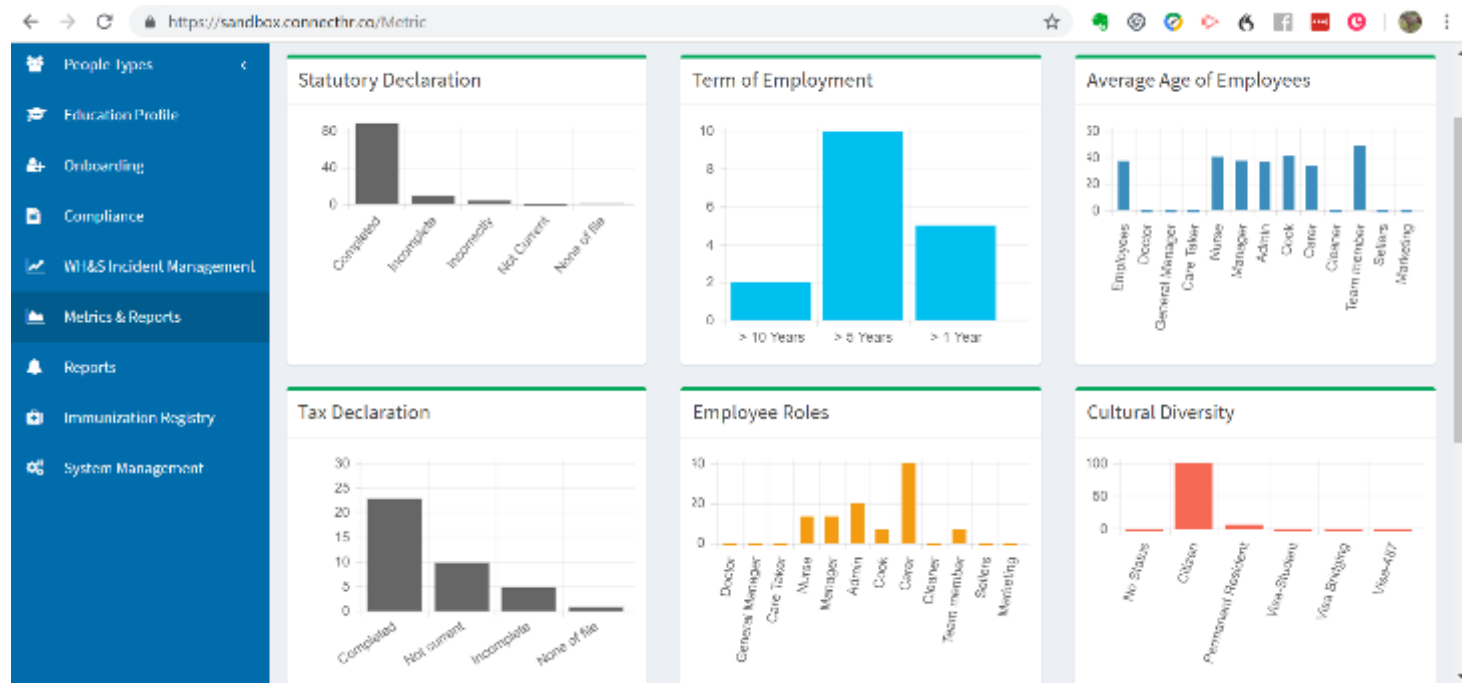 https://sandbox.connecthr.co/Metric
People Types
Education Profile
Onboarding
Compliance
WH&S Incident Management
Metrics & Reports
Reports
Immunization Registry
System Management
Statutory Declaration
80
40
0
Completed
Incomplete
Incorrectly
Not Current
None of file
Term of Employment
10
8
6
4
2
0
> 10 Years
> 5 Years
> 1 Year
Average Age of Employees
40
20
0
Employees
Doctor
General Manager
Care Taker
Nurse
Manager
Admin
Cook
Carer
Cleaner
Team member
Sellers
Marketing
Tax Declaration
30
25
20
15
10
5
0
Completed
Not current
Incomplete
None of file
Employee Roles
40
20
0
Doctor
General Manager
Care Taker
Nurse
Manager
Admin
Cook
Carer
Cleaner
Team member
Sellers
Marketing
Cultural Diversity
100
50
0
No Status
Citizen
Permanent Resident
Visa-Student
Visa Bridging
Visa-457